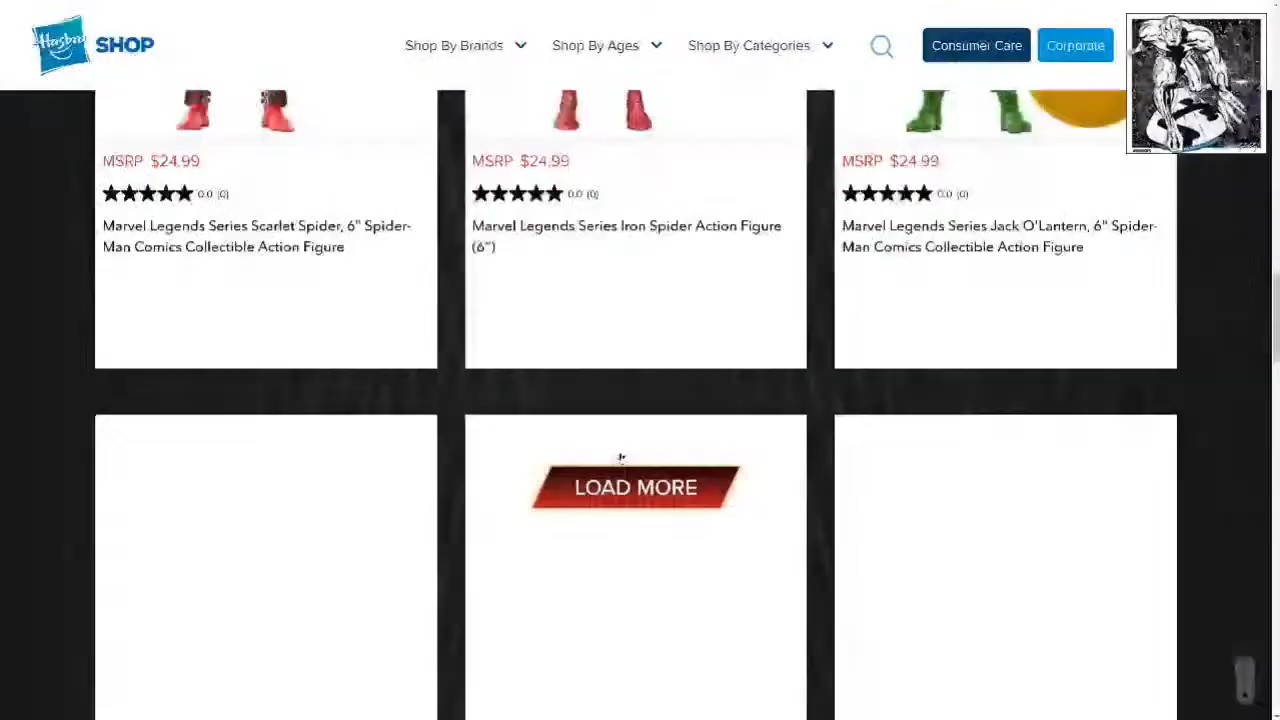 Hasbro SHOP
Shop By Brands
Shop By Ages
Shop By Categories
Consumer Care
Corporate
MSRP $24.99
0.0 (0)
Marvel Legends Series Scarlet Spider, 6" Spider-
Man Comics Collectible Action Figure
MSRP $24.99
0.0 (0)
Marvel Legends Series Iron Spider Action Figure
(6")
MSRP $24.99
0.0 (0)
Marvel Legends Series Jack O'Lantern, 6" Spider-
Man Comics Collectible Action Figure
LOAD MORE